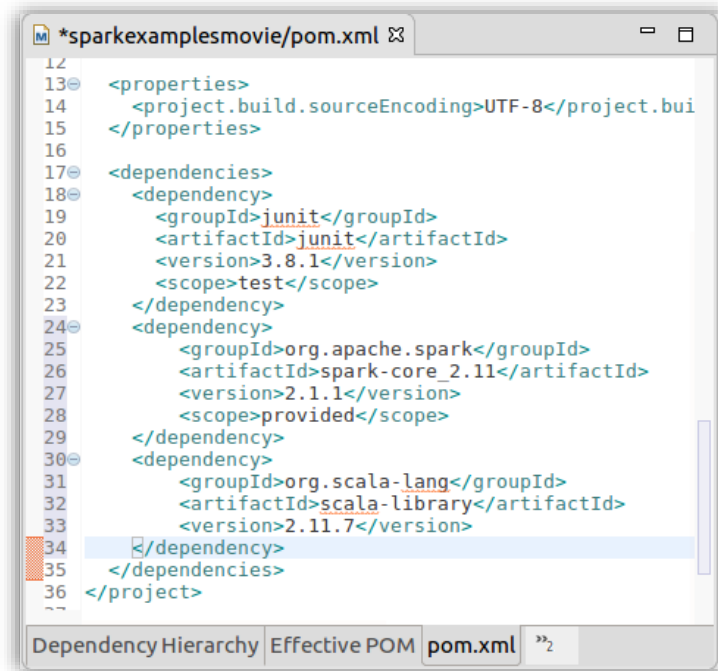 *sparkexamplesmovie/pom.xml
12
13 <properties>
14 <project.build.sourceEncoding>UTF-8</project.bui
15 </properties>
16
17 <dependencies>
18 <dependency>
19 <groupId>junit</groupId>
20 <artifactId>junit</artifactId>
21 <version>3.8.1</version>
22 <scope>test</scope>
23 </dependency>
24 <dependency>
25 <groupId>org.apache.spark</groupId>
26 <artifactId>spark-core_2.11</artifactId>
27 <version>2.1.1</version>
28 <scope>provided</scope>
29 </dependency>
30 <dependency>
31 <groupId>org.scala-lang</groupId>
32 <artifactId>scala-library</artifactId>
33 <version>2.11.7</version>
34 </dependency>
35 </dependencies>
36 </project>
Dependency Hierarchy Effective POM pom.xml »2